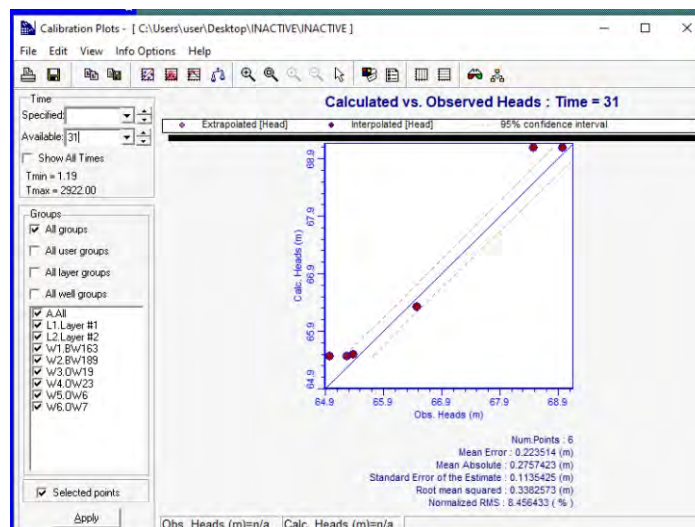 Calibration Plots - [ C:\Users\user\Desktop\INACTIVE\INACTIVE ]
File Edit View Info Options Help
Time
Specified:
Available: 31
Show All Times
Tmin = 1.19
Tmax = 2922.00
Groups
All groups
All user groups
All layer groups
All well groups
A.All
L1.Layer #1
L2.Layer #2
W1.BW163
W2.BW189
W3.OW19
W4.OW23
W5.OW6
W6.OW7
Selected points
Apply
Calculated vs. Observed Heads : Time = 31
Extrapolated [Head] Interpolated [Head] 95% confidence interval
Calc. Heads (m)
68.9
67.9
66.9
65.9
64.9
64.9 65.9 66.9 67.9 68.9
Obs. Heads (m)
Num.Points : 6
Mean Error : 0.223514 (m)
Mean Absolute : 0.2757423 (m)
Standard Error of the Estimate : 0.1135425 (m)
Root mean squared : 0.3382573 (m)
Normalized RMS : 8.456433 ( % )
Obs. Heads (m)=n/a Calc. Heads (m)=n/a